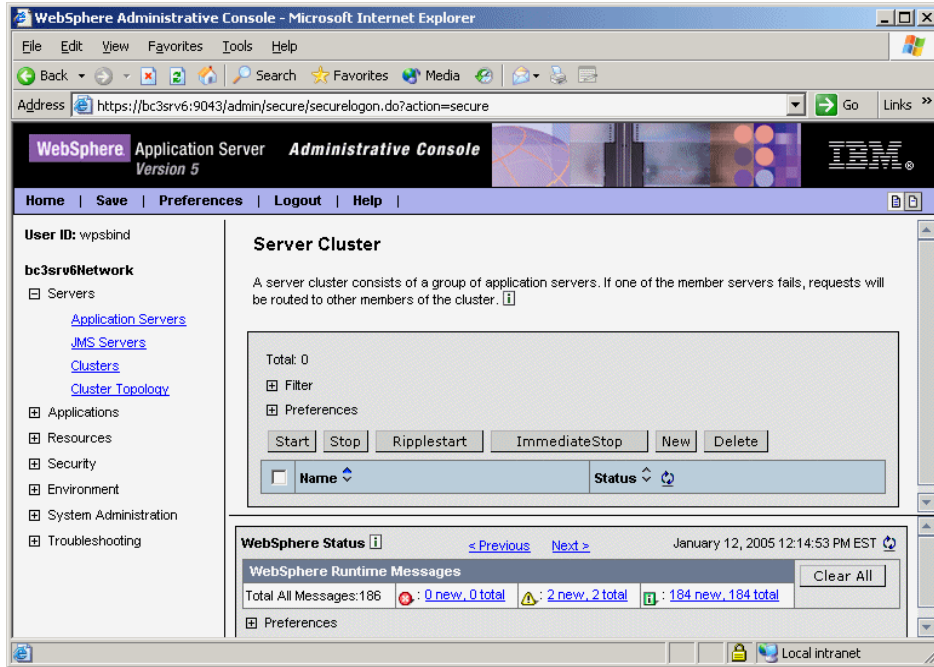 WebSphere Administrative Console - Microsoft Internet Explorer
File Edit View Favorites Tools Help
Back Search Favorites Media
Address https://bc3srv6:9043/admin/secure/securelogon.do?action=secure Go Links »
WebSphere Application Server Administrative Console
Version 5
IBM®
Home | Save | Preferences | Logout | Help |
User ID: wpsbind
bc3srv6Network
Servers
Application Servers
JMS Servers
Clusters
Cluster Topology
Applications
Resources
Security
Environment
System Administration
Troubleshooting
Server Cluster
A server cluster consists of a group of application servers. If one of the member servers fails, requests will
be routed to other members of the cluster. i
Total: 0
Filter
Preferences
Start Stop Ripplestart ImmediateStop New Delete
Name Status
WebSphere Status i < Previous Next > January 12, 2005 12:14:53 PM EST
WebSphere Runtime Messages
Clear All
Total All Messages:186 : 0 new, 0 total : 2 new, 2 total : 184 new, 184 total
Preferences
Local intranet